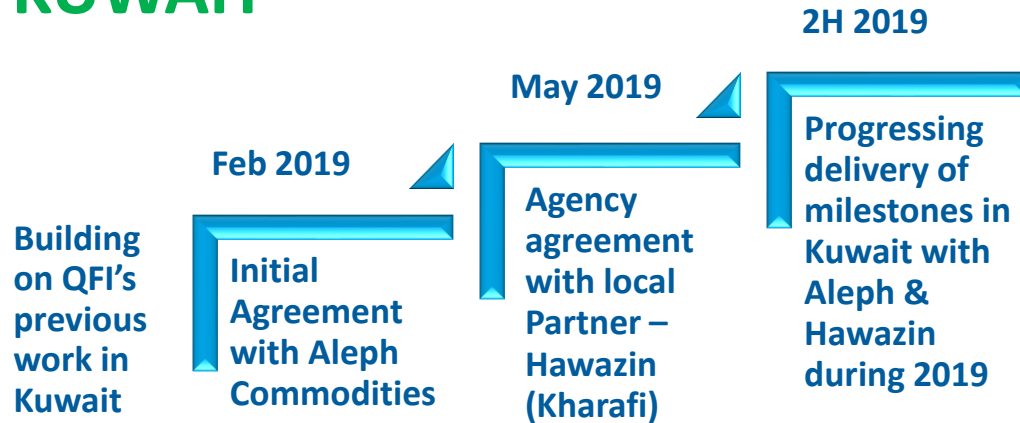 KUWAIT
Building
on QFI's
previous
work in
Kuwait
Feb 2019
Initial
Agreement
with Aleph
Commodities
May 2019
Agency
agreement
with local
Partner –
Hawazin
(Kharafi)
2H 2019
Progressing
delivery of
milestones in
Kuwait with
Aleph &
Hawazin
during 2019